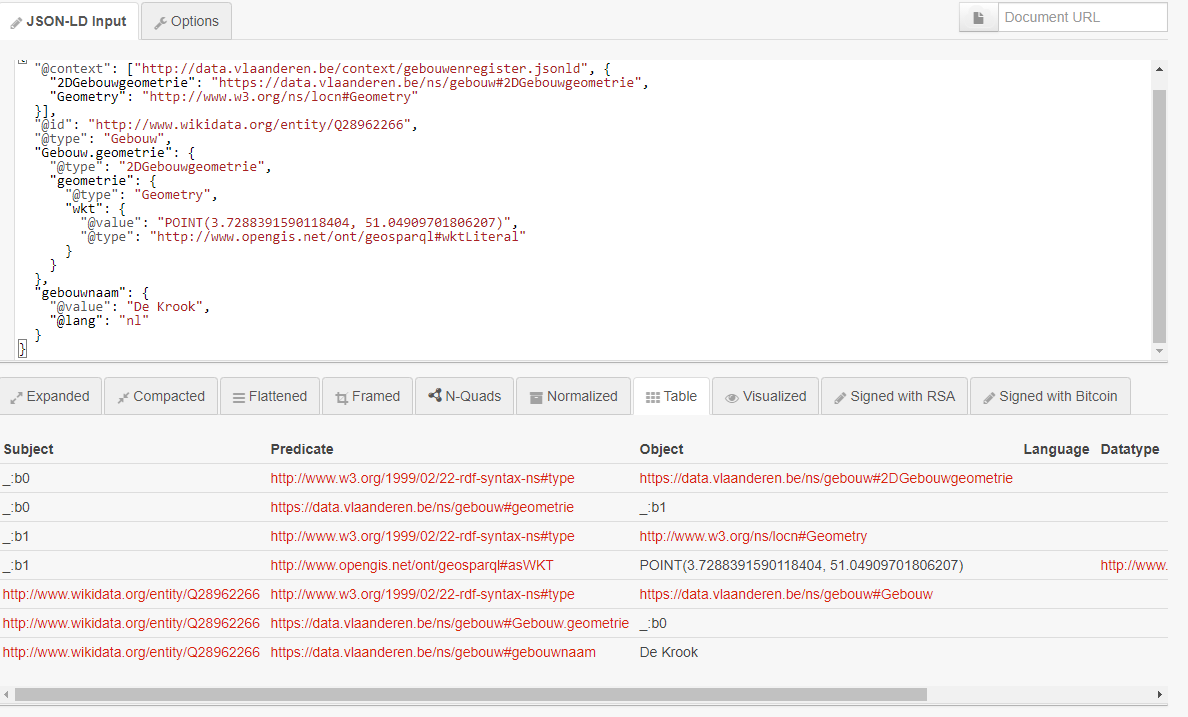 JSON-LD Input Options Document URL
"@context": ["http://data.vlaanderen.be/context/gebouwenregister.jsonld", {
"2DGebouwgeometrie": "https://data.vlaanderen.be/ns/gebouw#2DGebouwgeometrie",
"Geometry": "http://www.w3.org/ns/locn#Geometry"
}],
"@id": "http://www.wikidata.org/entity/Q28962266",
"@type": "Gebouw",
"Gebouw.geometrie": {
"@type": "2DGebouwgeometrie",
"geometrie": {
"@type": "Geometry",
"wkt": {
"@value": "POINT(3.7288391590118404, 51.04909701806207)",
"@type": "http://www.opengis.net/ont/geosparql#wktLiteral"
}
}
},
"gebouwnaam": {
"@value": "De Krook",
"@lang": "nl"
}
}
Expanded Compacted Flattened Framed N-Quads Normalized Table Visualized Signed with RSA Signed with Bitcoin
Subject Predicate Object Language Datatype
_:b0 http://www.w3.org/1999/02/22-rdf-syntax-ns#type https://data.vlaanderen.be/ns/gebouw#2DGebouwgeometrie
_:b0 https://data.vlaanderen.be/ns/gebouw#geometrie _:b1
_:b1 http://www.w3.org/1999/02/22-rdf-syntax-ns#type http://www.w3.org/ns/locn#Geometry
_:b1 http://www.opengis.net/ont/geosparql#asWKT POINT(3.7288391590118404, 51.04909701806207) http://www.
http://www.wikidata.org/entity/Q28962266 http://www.w3.org/1999/02/22-rdf-syntax-ns#type https://data.vlaanderen.be/ns/gebouw#Gebouw
http://www.wikidata.org/entity/Q28962266 https://data.vlaanderen.be/ns/gebouw#Gebouw.geometrie _:b0
http://www.wikidata.org/entity/Q28962266 https://data.vlaanderen.be/ns/gebouw#gebouwnaam De Krook